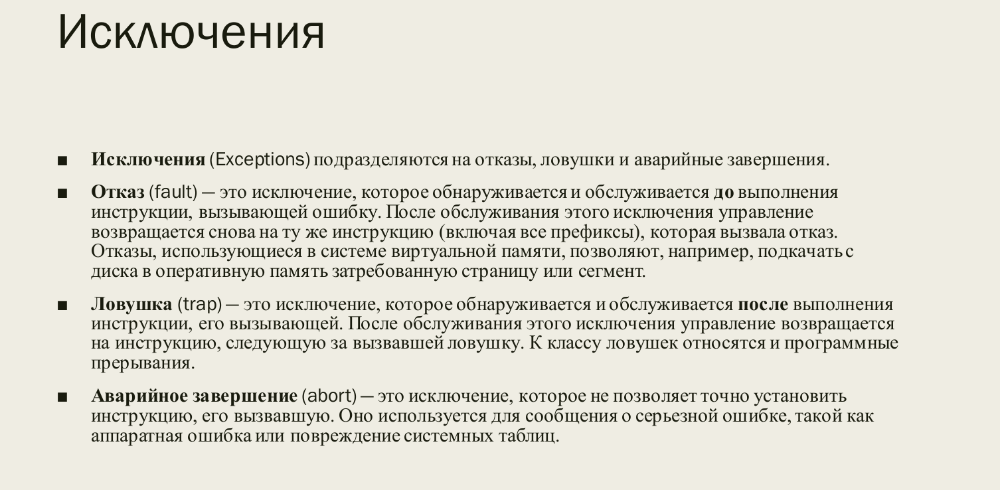 Исключения
▪ Исключения (Exceptions) подразделяются на отказы, ловушки и аварийные завершения.
▪ Отказ (fault) — это исключение, которое обнаруживается и обслуживается до выполнения
инструкции, вызывающей ошибку. После обслуживания этого исключения управление
возвращается снова на ту же инструкцию (включая все префиксы), которая вызвала отказ.
Отказы, использующиеся в системе виртуальной памяти, позволяют, например, подкачать с
диска в оперативную память затребованную страницу или сегмент.
▪ Ловушка (trap) — это исключение, которое обнаруживается и обслуживается после выполнения
инструкции, его вызывающей. После обслуживания этого исключения управление возвращается
на инструкцию, следующую за вызвавшей ловушку. К классу ловушек относятся и программные
прерывания.
▪ Аварийное завершение (abort) — это исключение, которое не позволяет точно установить
инструкцию, его вызвавшую. Оно используется для сообщения о серьезной ошибке, такой как
аппаратная ошибка или повреждение системных таблиц.